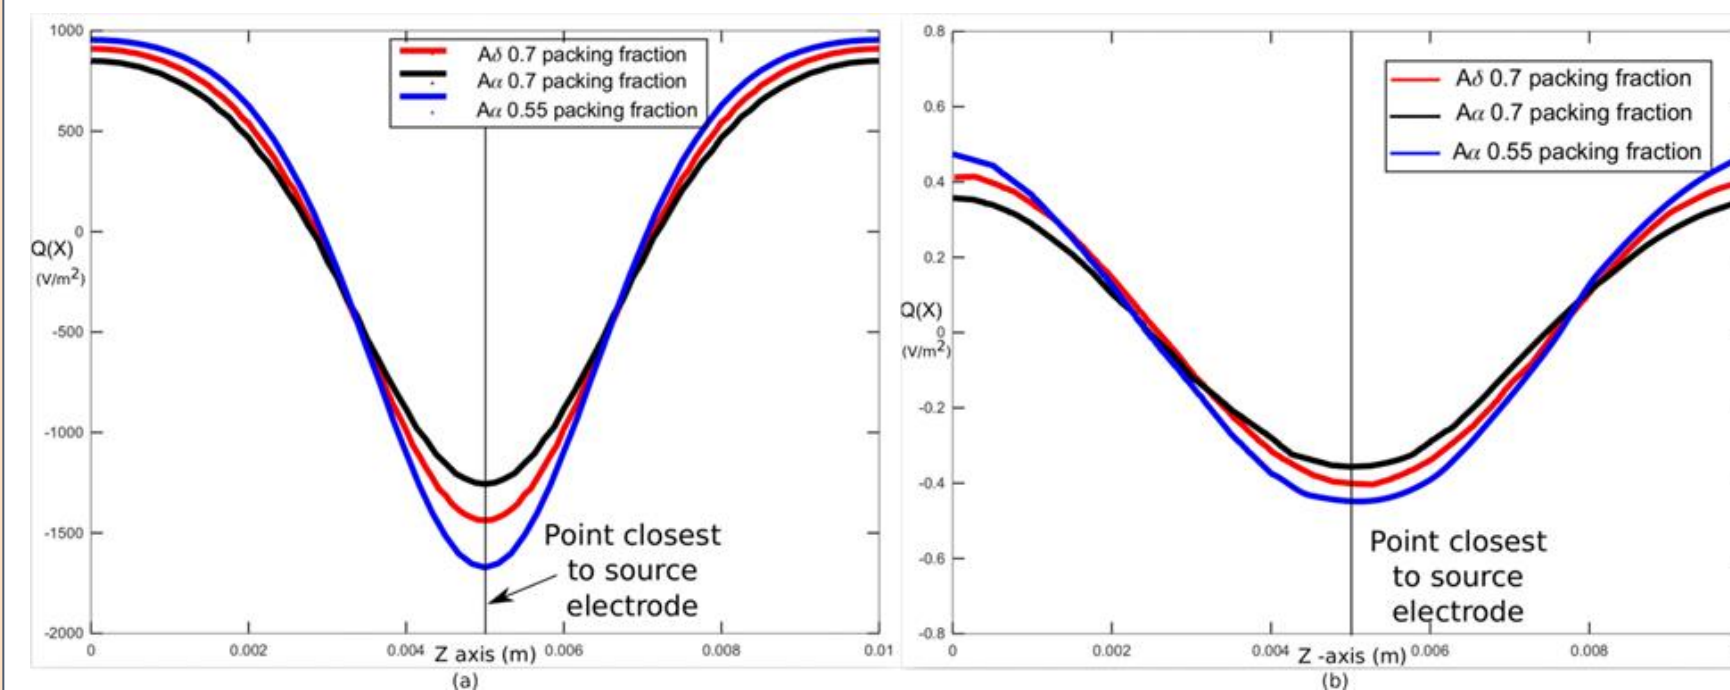 1000
500
0
Q(X)
(V/m²)
-500
-1000
-1500
-2000
Aδ 0.7 packing fraction
Aα 0.7 packing fraction
Aα 0.55 packing fraction
Point closest
to source
electrode
0
0.002
0.004
Z axis (m)
0.006
0.008
0.01
(a)
0.8
0.6
0.4
0.2
Q(X)
0
(V/m²)
-0.2
-0.4
-0.6
-0.8
Aδ 0.7 packing fraction
Aα 0.7 packing fraction
Aα 0.55 packing fraction
Point closest
to source
electrode
0
0.002
0.004
Z -axis (m)
0.006
0.008
(b)